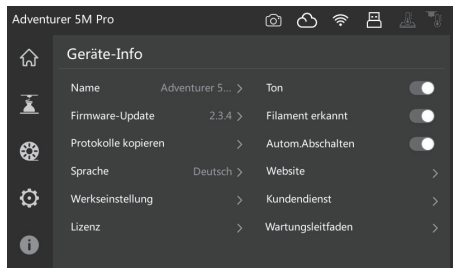 Adventurer 5M Pro
Geräte-Info
Name Adventurer 5... >
Firmware-Update 2.3.4 >
Protokolle kopieren >
Sprache Deutsch >
Werkseinstellung >
Lizenz >
Ton
Filament erkannt
Autom.Abschalten
Website >
Kundendienst >
Wartungsleitfaden >